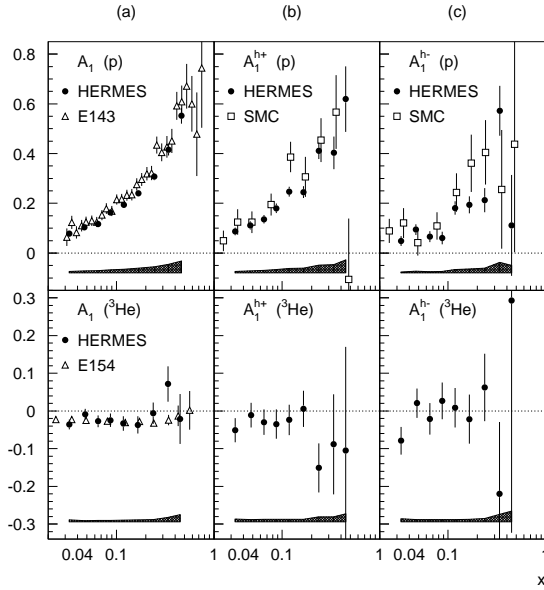 (a) (b) (c)
A₁ (p)
HERMES
E143
A₁ʰ⁺ (p)
HERMES
SMC
A₁ʰ⁻ (p)
HERMES
SMC
0.8
0.6
0.4
0.2
0
A₁ (³He)
HERMES
E154
A₁ʰ⁺ (³He)
A₁ʰ⁻ (³He)
0.3
0.2
0.1
0
-0.1
-0.2
-0.3
0.04 0.1 1 0.04 0.1 1 0.04 0.1 1
x